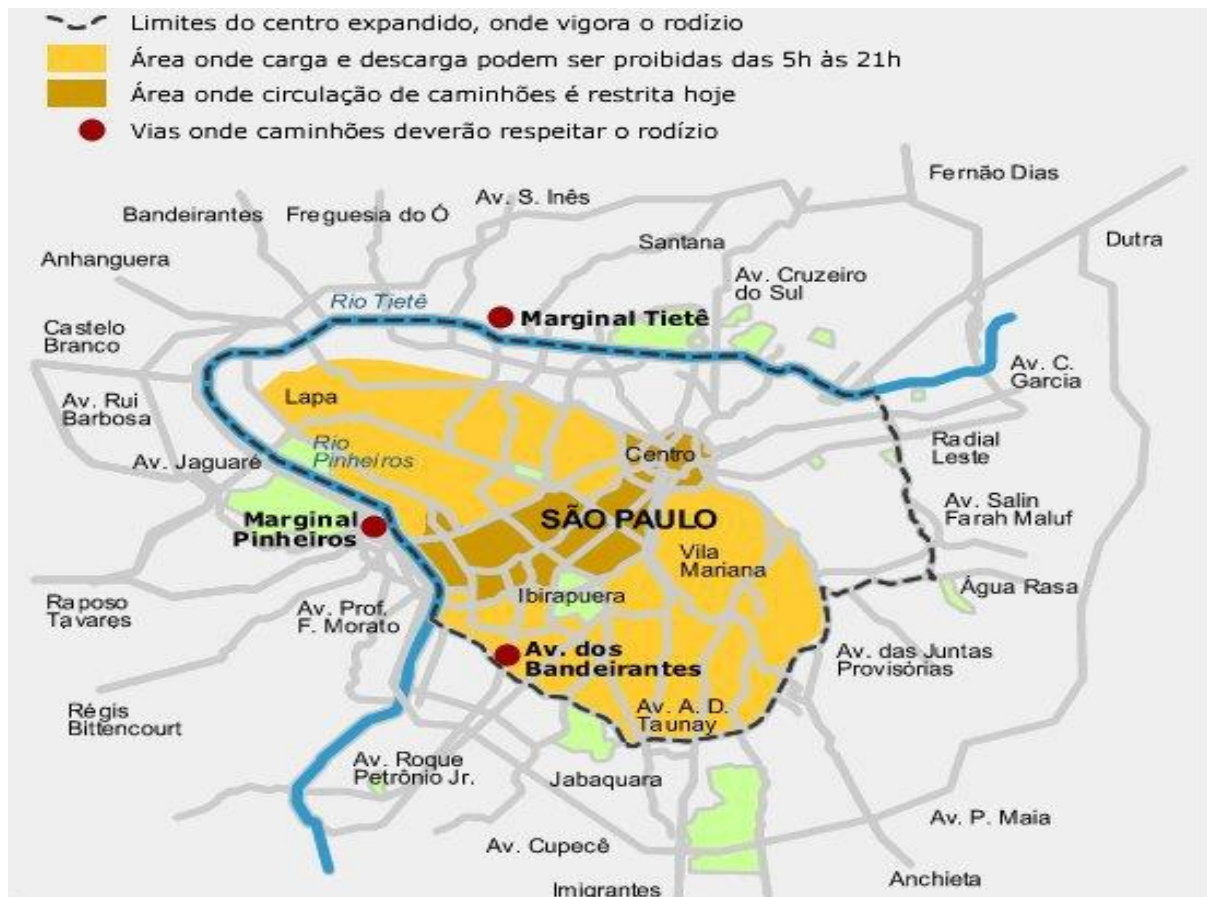 Limites do centro expandido, onde vigora o rodízio
Área onde carga e descarga podem ser proibidas das 5h às 21h
Área onde circulação de caminhões é restrita hoje
Vias onde caminhões deverão respeitar o rodízio
Fernão Dias
Bandeirantes
Freguesia do Ó
Av. S. Inês
Santana
Dutra
Anhanguera
Av. Cruzeiro
do Sul
Rio Tietê
Marginal Tietê
Castelo
Branco
Av. C.
Garcia
Lapa
Av. Rui
Barbosa
Rio
Pinheiros
Centro
Radial
Leste
Av. Jaguaré
Av. Salin
Farah Maluf
Marginal
Pinheiros
SÃO PAULO
Vila
Mariana
Água Rasa
Ibirapuera
Raposo
Tavares
Av. Prof.
F. Morato
Av. dos
Bandeirantes
Av. das Juntas
Provisórias
Régis
Bittencourt
Av. A. D.
Taunay
Av. Roque
Petrônio Jr.
Jabaquara
Av. P. Maia
Av. Cupecê
Anchieta
Imigrantes